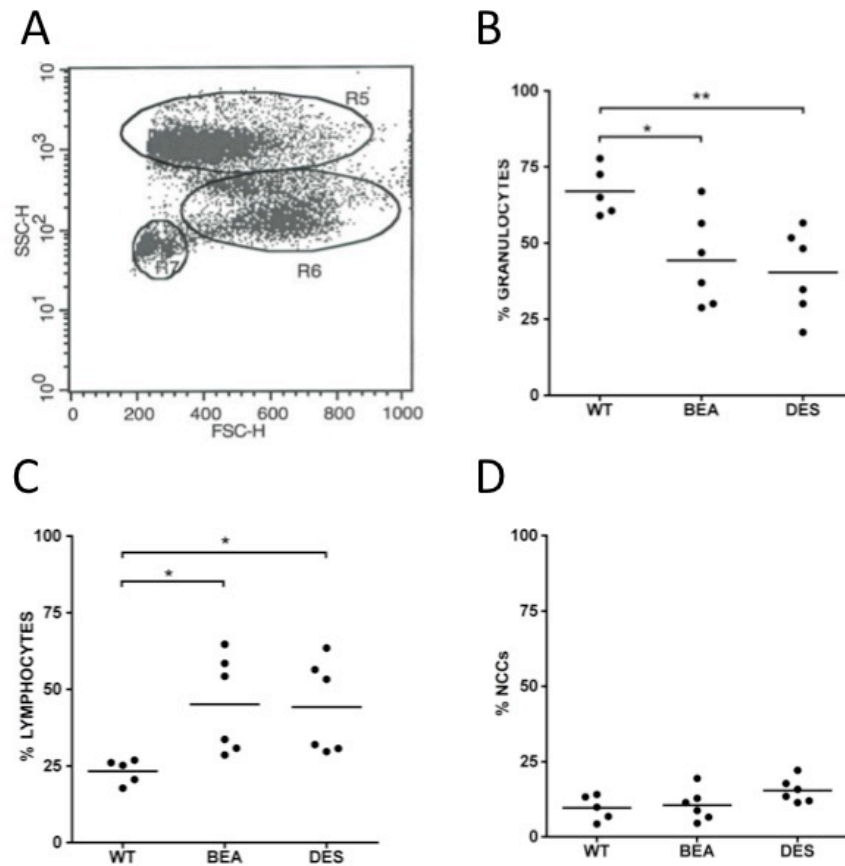 A
10
10³
10²
10¹
10⁰
SSC-H
R5
R6
R7
0 200 400 600 800 1000
FSC-H
B
100
75
50
25
0
% GRANULOCYTES
**
*
WT BEA DES
C
100
75
50
25
0
% LYMPHOCYTES
*
*
WT BEA DES
D
100
75
50
25
0
% NCCs
WT BEA DES